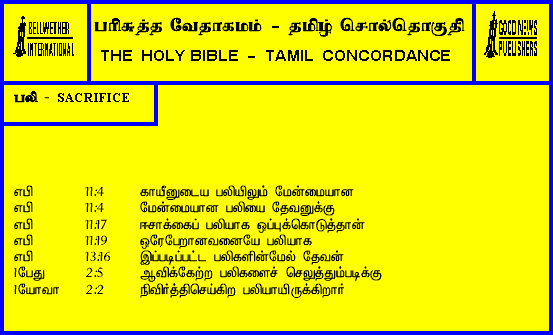 BELLWETHER
INTERNATIONAL
பரிசுத்த வேதாகமம் - தமிழ் சொல்தொகுதி
THE HOLY BIBLE - TAMIL CONCORDANCE
GOOD NEWS
PUBLISHERS
பலி - SACRIFICE
எபி 11:4 காயீனுடைய பலியிலும் மேன்மையான
எபி 11:4 மேன்மையான பலியை தேவனுக்கு
எபி 11:17 ஈசாக்கைப் பலியாக ஒப்புக்கொடுத்தான்
எபி 11:19 ஒரேபேறானவனையே பலியாக
எபி 13:16 இப்படிப்பட்ட பலிகளின்மேல் தேவன்
1பேது 2:5 ஆவிக்கேற்ற பலிகளைச் செலுத்தும்படிக்கு
1யோவா 2:2 நிவிர்த்திசெய்கிற பலியாயிருக்கிறார்